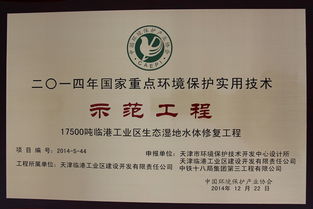 CAEPI
二〇一四年国家重点环境保护实用技术
示范工程
17500吨临港工业区生态湿地水体修复工程
项目编号：2014-S-44
申报单位：天津市环境保护技术开发中心设计所
天津临港工业区建设开发有限责任公司
工程所属单位：天津临港工业区建设开发有限责任公司
中铁十八局集团第三工程有限公司
中国环境保护产业协会
2014年12月22日